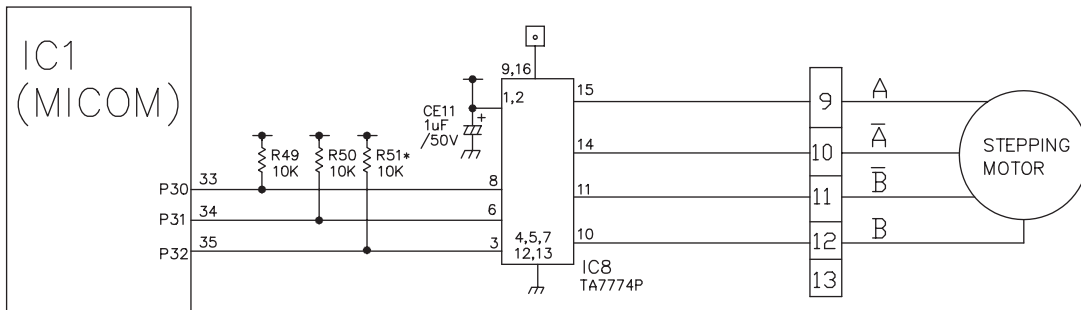 IC1
(MICOM)
P30
P31
P32
33
34
35
R49
10K
R50
10K
R51*
10K
CE11
1uF
/50V
+
9,16
1,2
8
6
3
4,5,7
12,13
15
14
11
10
IC8
TA7774P
9
10
11
12
13
A
A̅
B̅
B
STEPPING
MOTOR